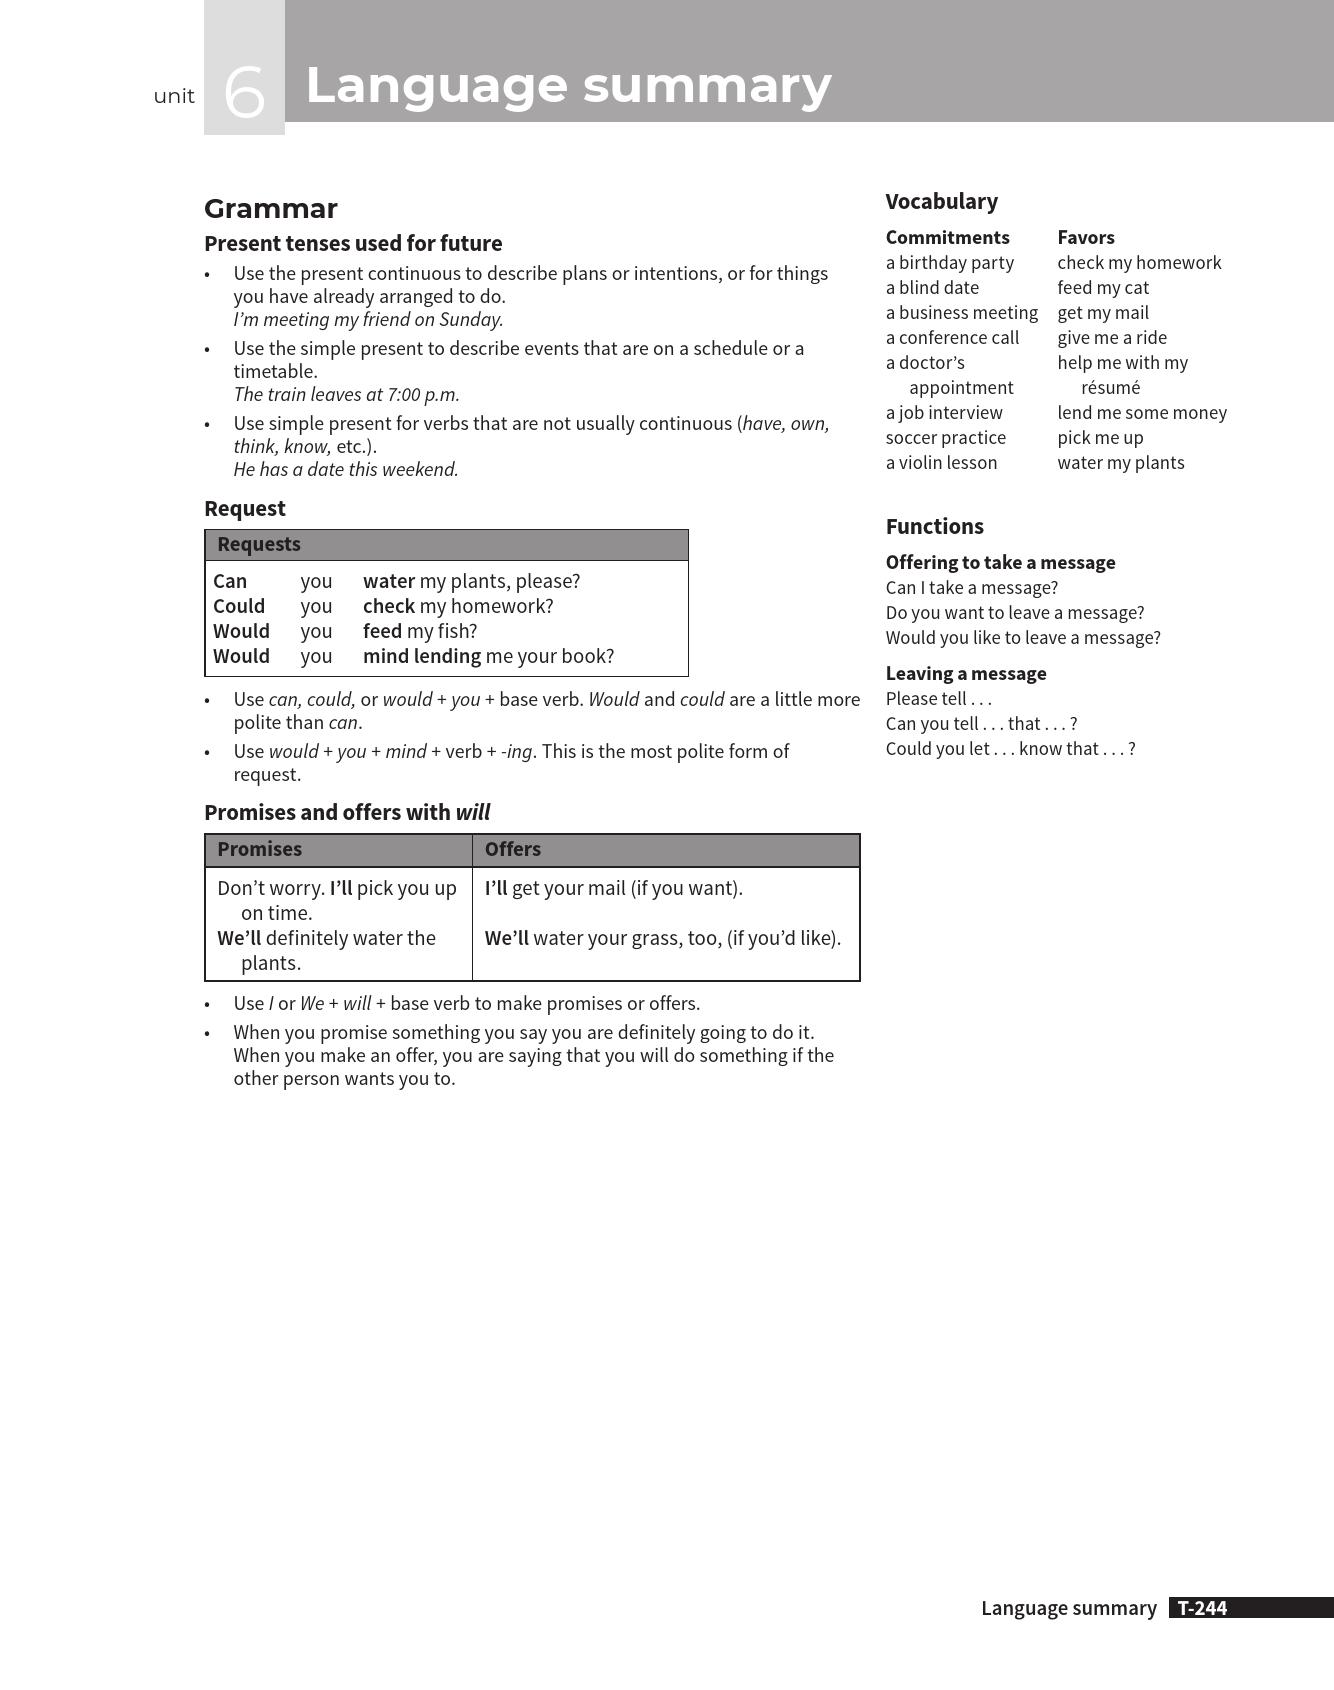 unit 6 Language summary
Grammar
Present tenses used for future
• Use the present continuous to describe plans or intentions, or for things
you have already arranged to do.
I’m meeting my friend on Sunday.
• Use the simple present to describe events that are on a schedule or a
timetable.
The train leaves at 7:00 p.m.
• Use simple present for verbs that are not usually continuous (have, own,
think, know, etc.).
He has a date this weekend.
Request
Requests
Can you water my plants, please?
Could you check my homework?
Would you feed my fish?
Would you mind lending me your book?
• Use can, could, or would + you + base verb. Would and could are a little more
polite than can.
• Use would + you + mind + verb + -ing. This is the most polite form of
request.
Promises and offers with will
Promises Offers
Don’t worry. I’ll pick you up I’ll get your mail (if you want).
on time.
We’ll definitely water the We’ll water your grass, too, (if you’d like).
plants.
• Use I or We + will + base verb to make promises or offers.
• When you promise something you say you are definitely going to do it.
When you make an offer, you are saying that you will do something if the
other person wants you to.
Vocabulary
Commitments Favors
a birthday party check my homework
a blind date feed my cat
a business meeting get my mail
a conference call give me a ride
a doctor’s help me with my
appointment résumé
a job interview lend me some money
soccer practice pick me up
a violin lesson water my plants
Functions
Offering to take a message
Can I take a message?
Do you want to leave a message?
Would you like to leave a message?
Leaving a message
Please tell . . .
Can you tell . . . that . . . ?
Could you let . . . know that . . . ?
Language summary T-244